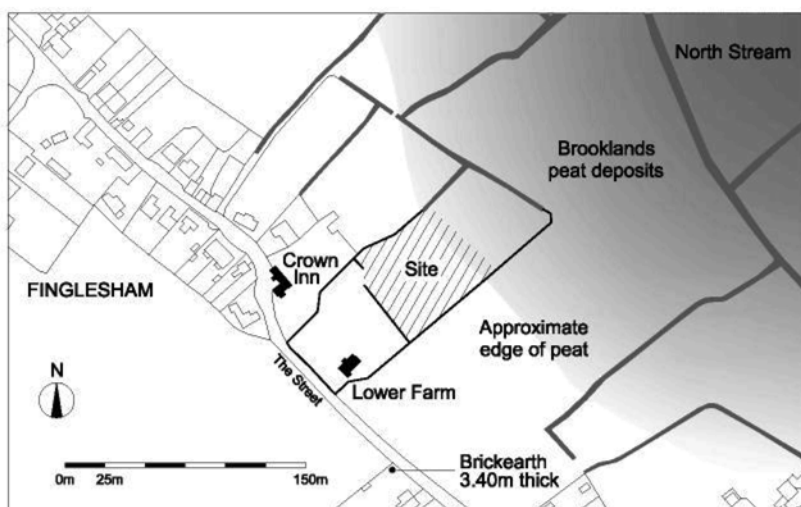 North Stream
Brooklands
peat deposits
Crown
Inn
Site
FINGLESHAM
Approximate
edge of peat
N
The Street
Lower Farm
Brickearth
3.40m thick
0m 25m 150m